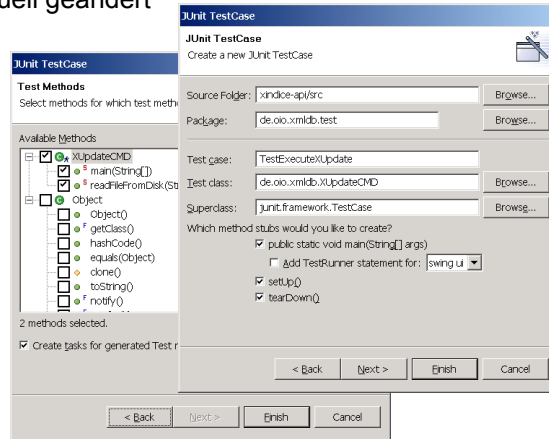 geändert
JUnit TestCase
Test Methods
Select methods for which test meth
Available Methods
XUpdateCMD
main(String[])
readFileFromDisk(St
Object
Object()
getClass()
hashCode()
equals(Object)
clone()
toString()
notify()
2 methods selected.
Create tasks for generated Test
< Back
Next >
Finish
Cancel
JUnit TestCase
JUnit TestCase
Create a new JUnit TestCase
Source Folder: xindice-api/src Browse...
Package: de.oio.xmldb.test Browse...
Test case: TestExecuteXUpdate
Test class: de.oio.xmldb.XUpdateCMD Browse...
Superclass: junit.framework.TestCase Browse...
Which method stubs would you like to create?
public static void main(String[] args)
Add TestRunner statement for: swing ui
setUp()
tearDown()
< Back
Next >
Finish
Cancel